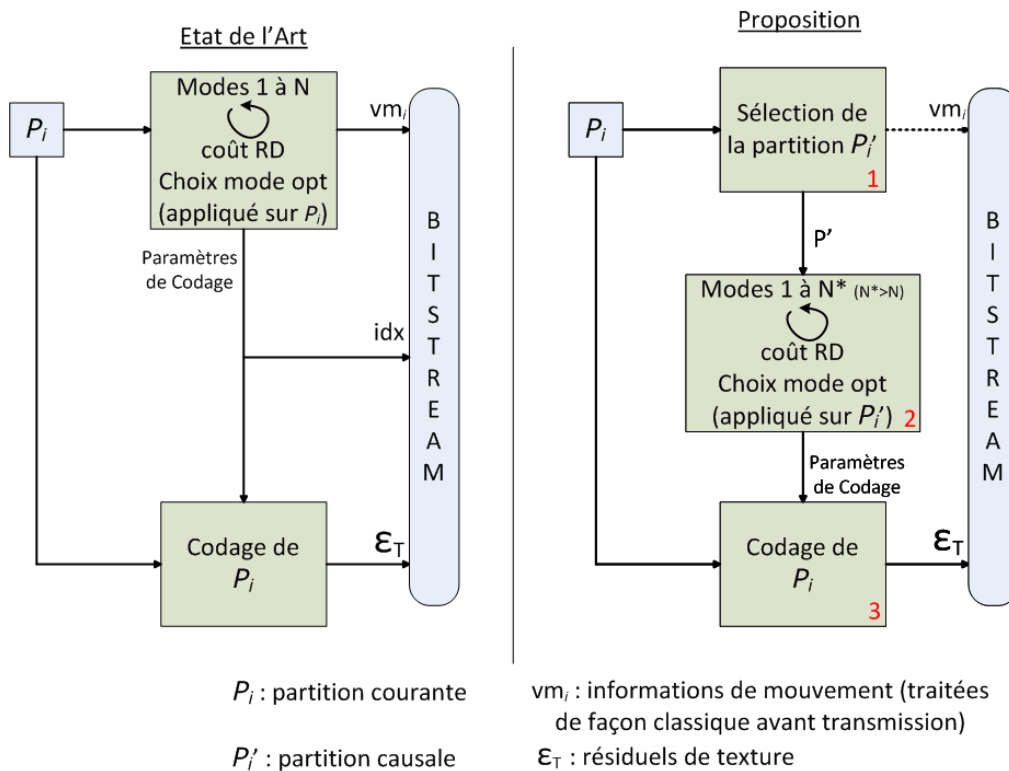 Etat de l'Art
Modes 1 à N
coût RD
Choix mode opt
(appliqué sur Pi)
Pi
vmi
Paramètres
de Codage
idx
Codage de
Pi
εT
BITSTREAM
Proposition
Pi
Sélection de
la partition Pi'
1
vmi
P'
Modes 1 à N* (N*>N)
coût RD
Choix mode opt
(appliqué sur Pi')
2
Paramètres
de Codage
Codage de
Pi
3
εT
BITSTREAM
Pi : partition courante
vmi : informations de mouvement (traitées
de façon classique avant transmission)
Pi' : partition causale
εT : résiduels de texture